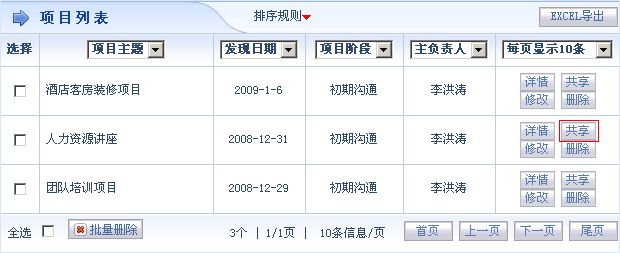 项目列表 排序规则 EXCEL导出
选择 项目主题 发现日期 项目阶段 主负责人 每页显示10条
酒店客房装修项目 2009-1-6 初期沟通 李洪涛 详情 共享
修改 删除
人力资源讲座 2008-12-31 初期沟通 李洪涛 详情 共享
修改 删除
团队培训项目 2008-12-29 初期沟通 李洪涛 详情 共享
修改 删除
全选 批量删除 3个 | 1/1页 | 10条信息/页 首页 上一页 下一页 尾页